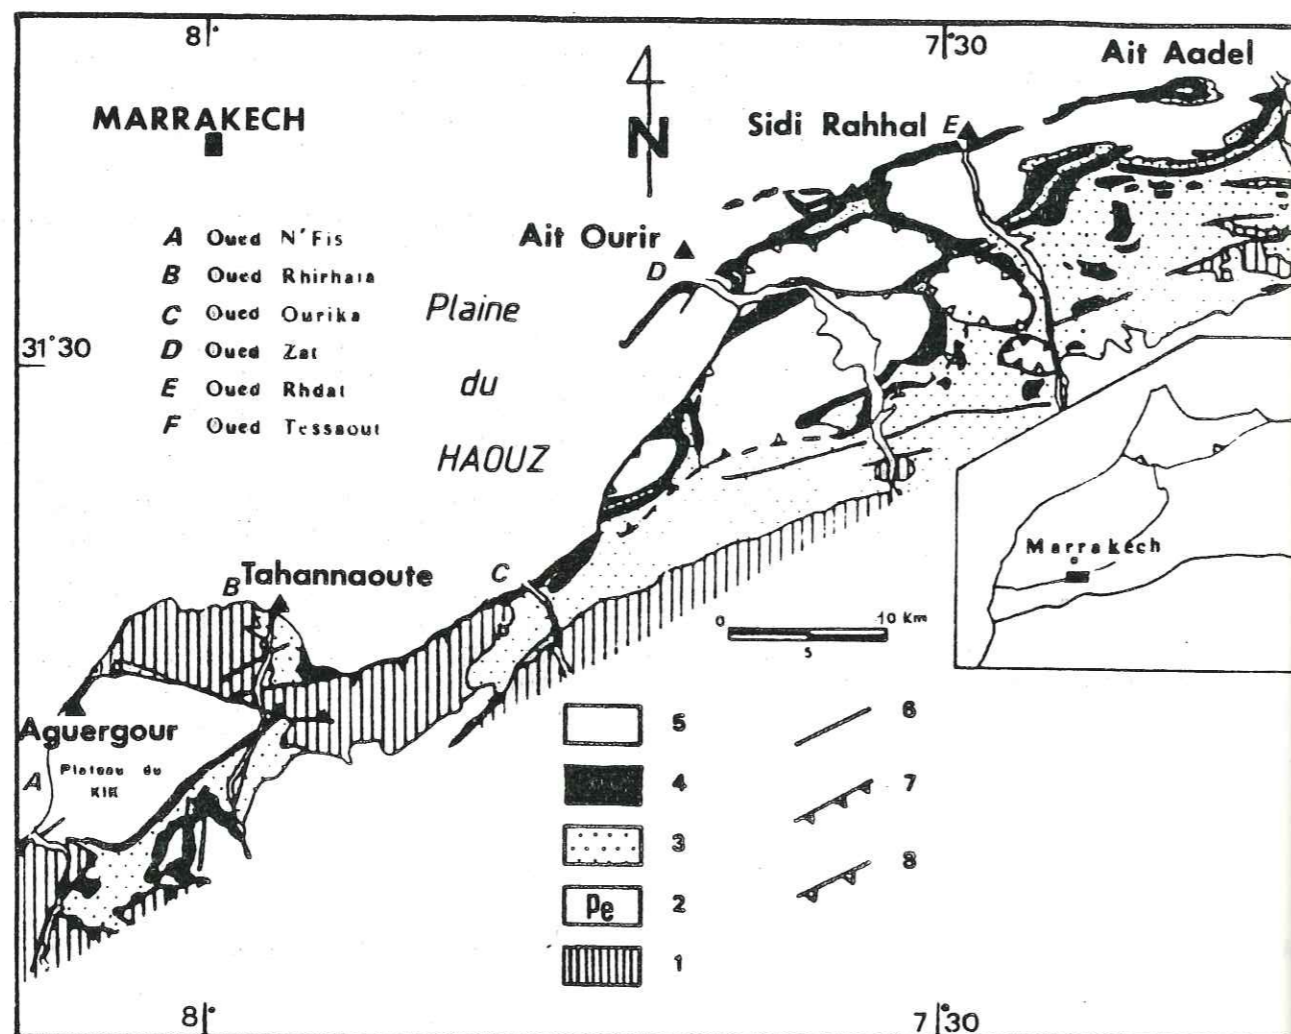 8°
7°30
Ait Aadel
MARRAKECH
Sidi Rahhal E
N
A Oued N'Fis
B Oued Rhirhaia
C Oued Ourika
D Oued Zat
E Oued Rhdat
F Oued Tessaout
Ait Ourir
D
Plaine
du
HAOUZ
31°30
Marrakech
B Tahannaoute
C
0 10 Km
5
Aguergour
A Plateau du
KIK
5
4
3
Pe 2
1
6
7
8
8°
7°30